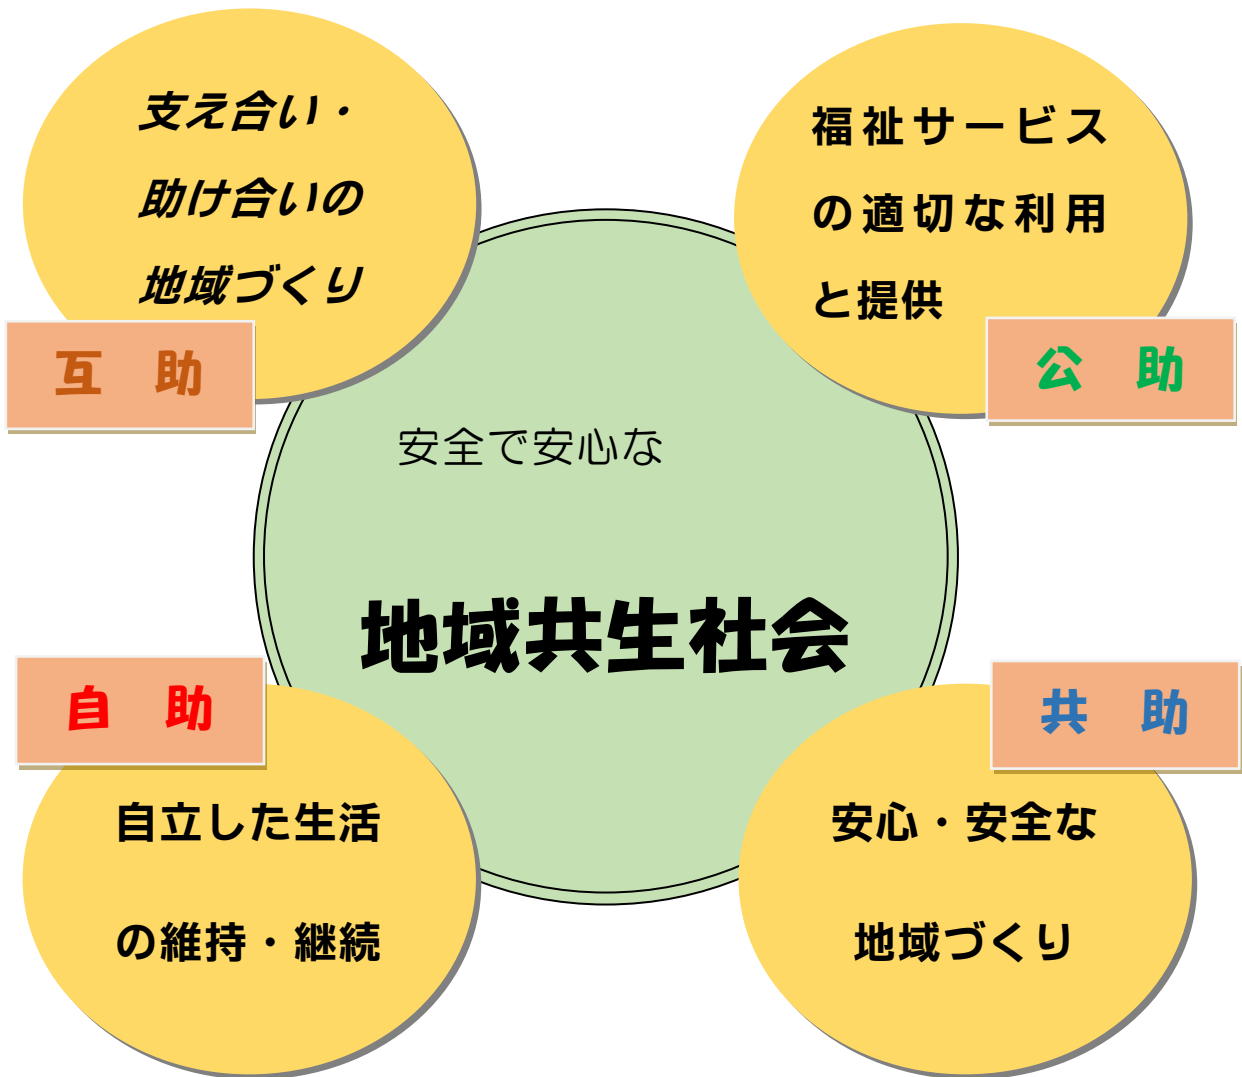 支え合い・
助け合いの
地域づくり
互　助
福祉サービス
の適切な利用
と提供
公　助
安全で安心な
地域共生社会
自　助
自立した生活
の維持・継続
共　助
安心・安全な
地域づくり